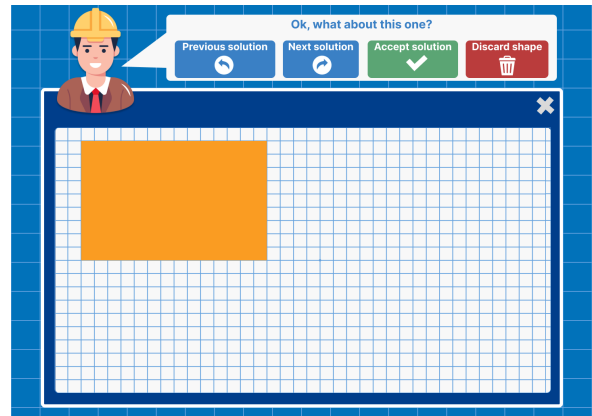 Ok, what about this one?
Previous solution
Next solution
Accept solution
Discard shape